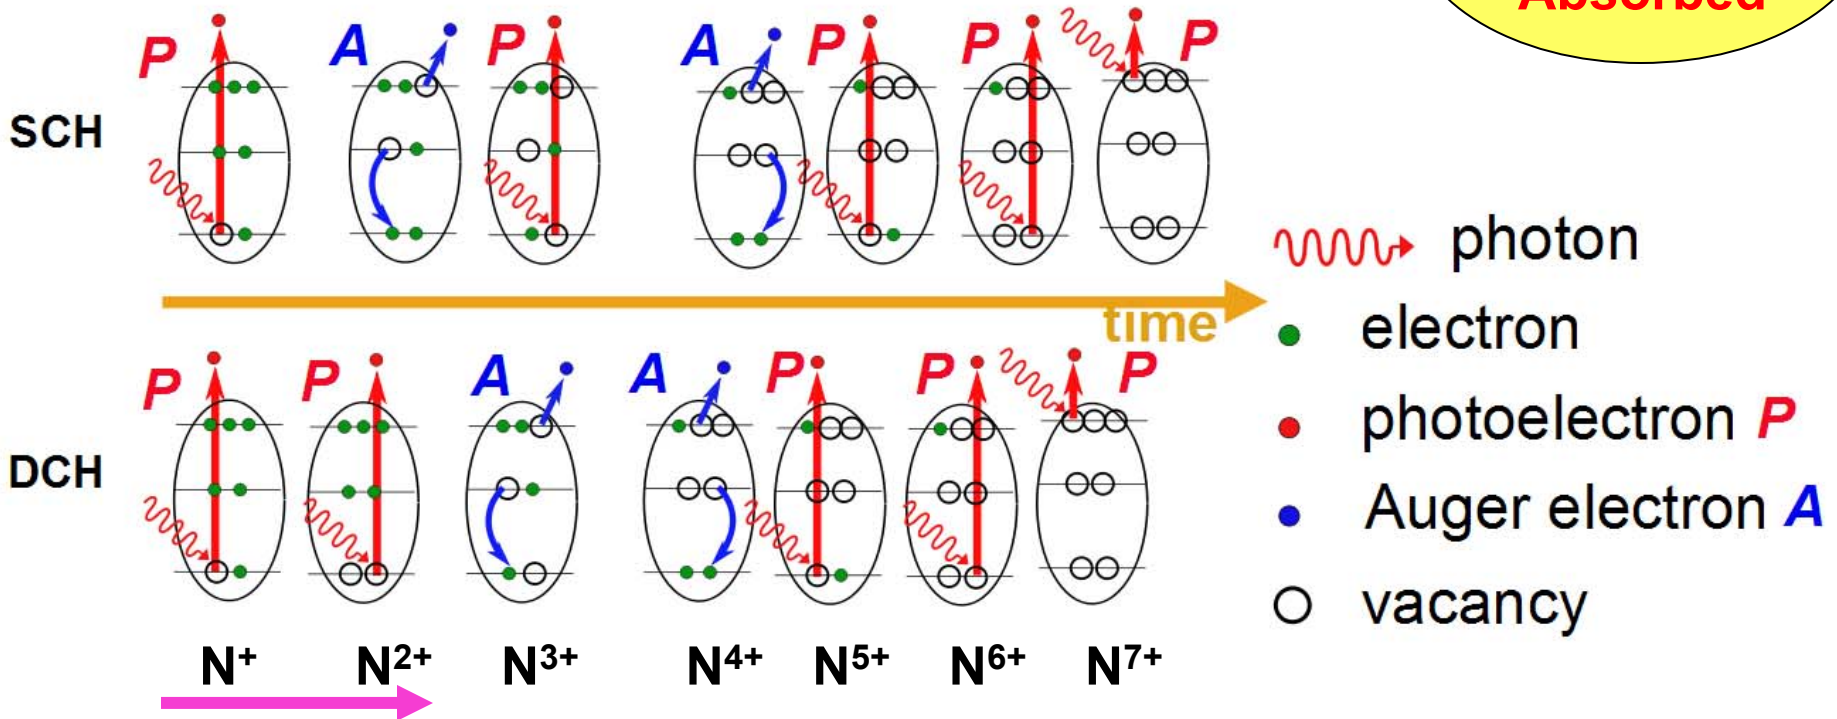 Absorbed
P A P A P P P
SCH
photon
time
electron
P P A A P P P
photoelectron P
DCH
Auger electron A
vacancy
N+ N2+ N3+ N4+ N5+ N6+ N7+